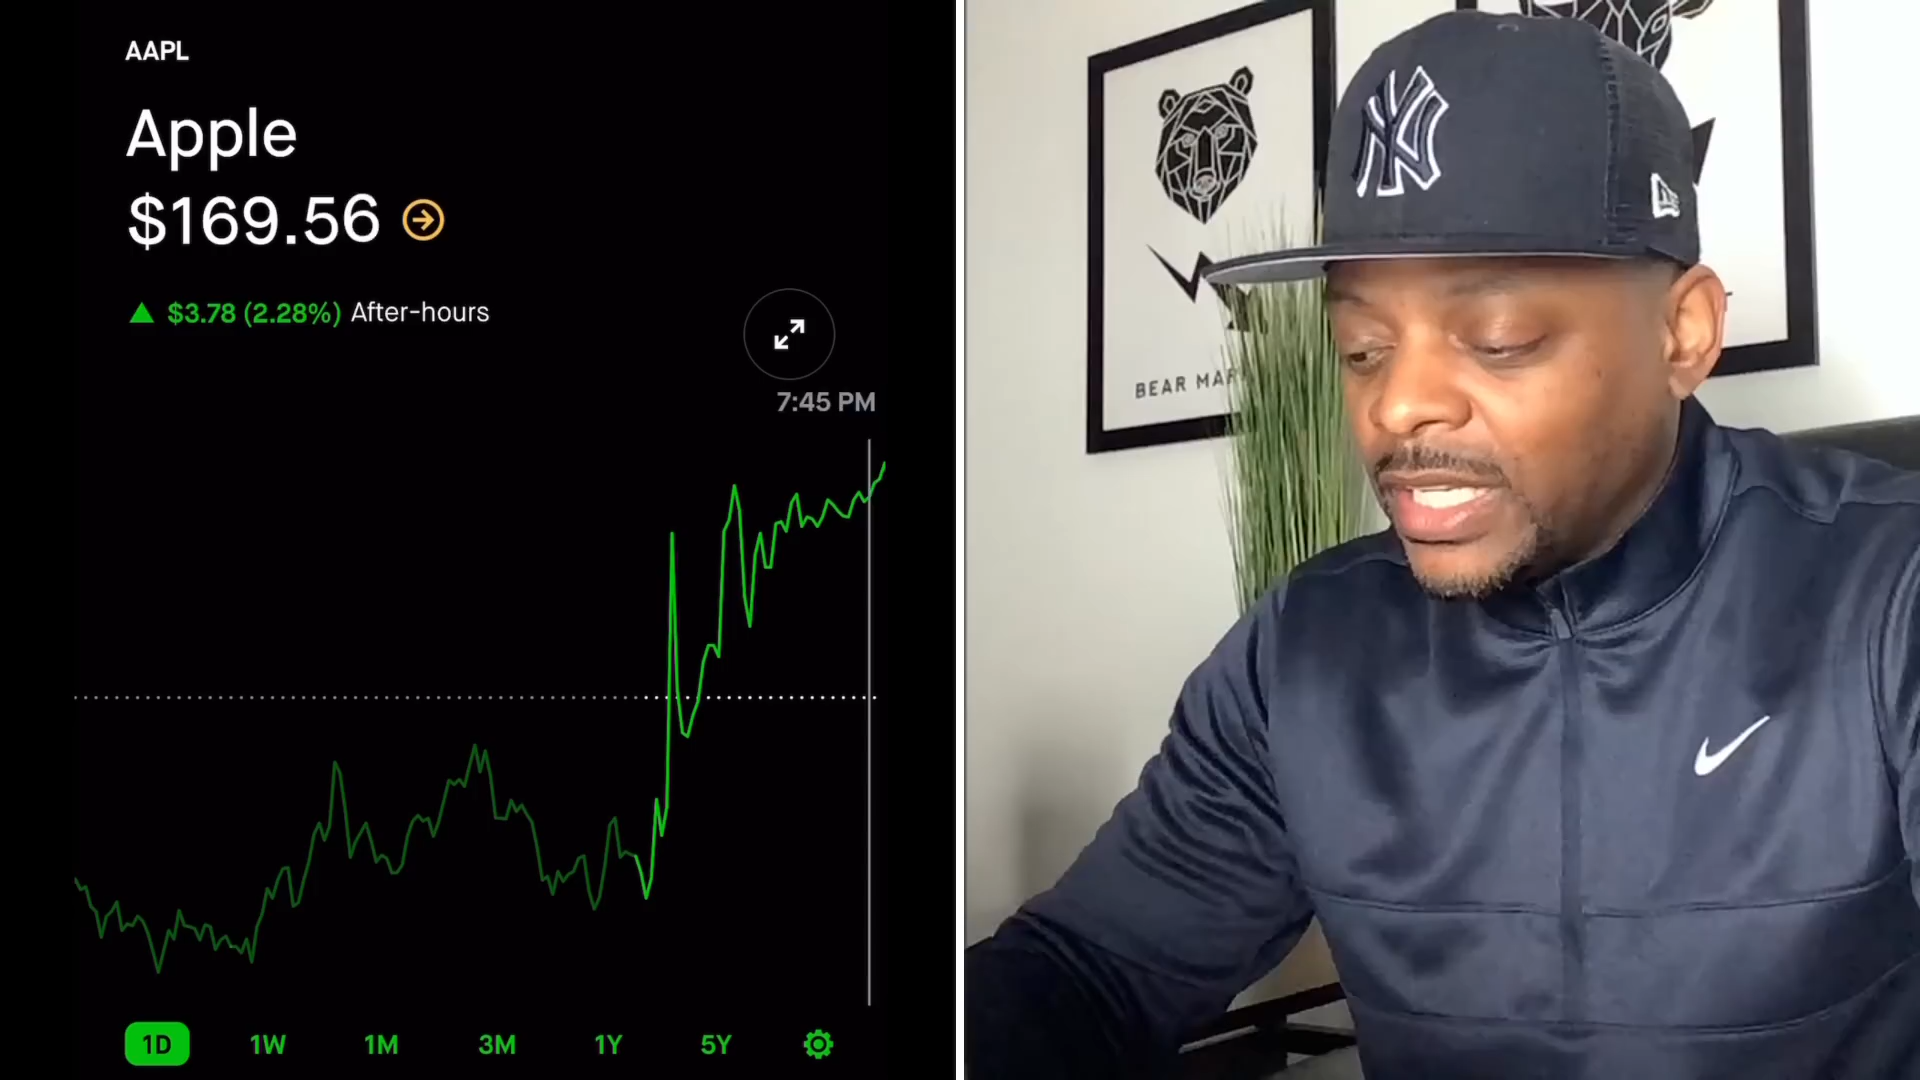 AAPL
Apple
$169.56
$3.78 (2.28%) After-hours
7:45 PM
1D 1W 1M 3M 1Y 5Y
NY
BEAR MAR